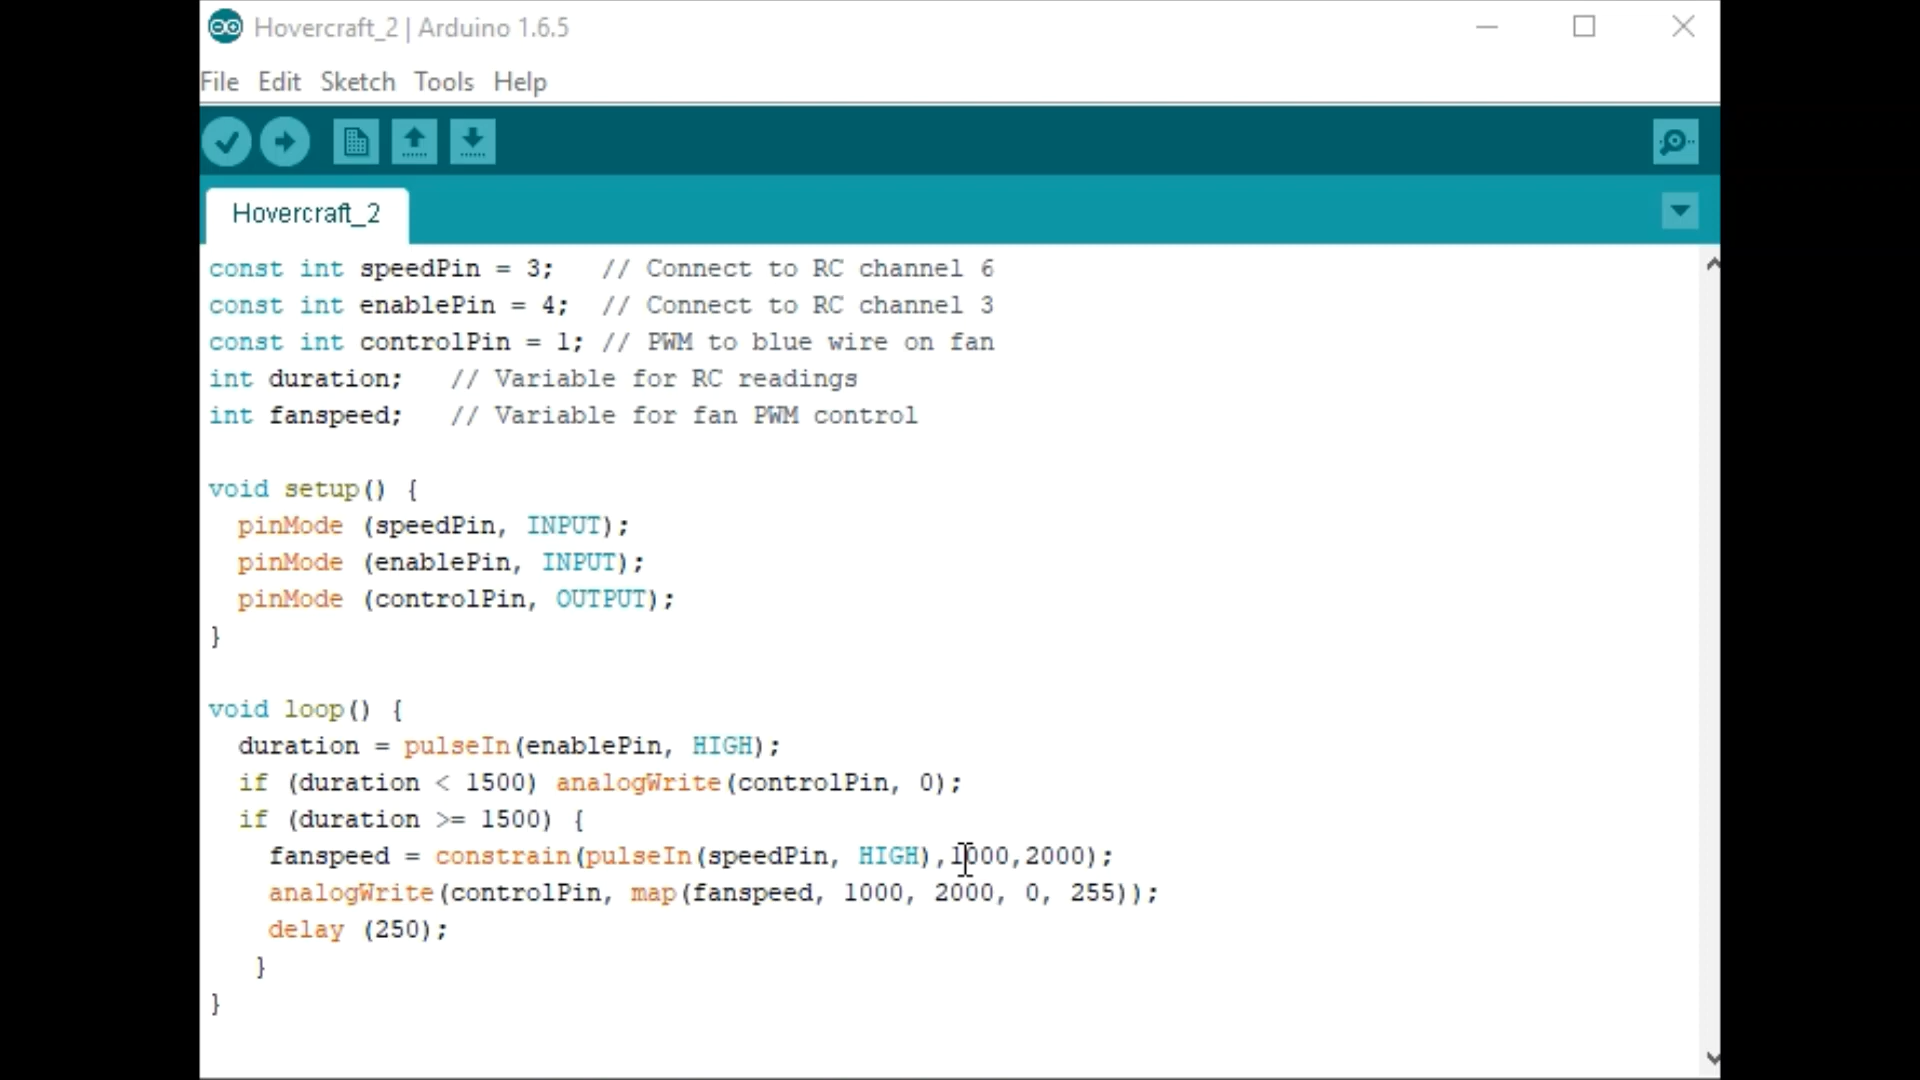 Hovercraft_2 | Arduino 1.6.5
File Edit Sketch Tools Help
Hovercraft_2
const int speedPin = 3;   // Connect to RC channel 6
const int enablePin = 4;  // Connect to RC channel 3
const int controlPin = 1; // PWM to blue wire on fan
int duration;   // Variable for RC readings
int fanspeed;   // Variable for fan PWM control
void setup() {
  pinMode (speedPin, INPUT);
  pinMode (enablePin, INPUT);
  pinMode (controlPin, OUTPUT);
}
void loop() {
  duration = pulseIn(enablePin, HIGH);
  if (duration < 1500) analogWrite(controlPin, 0);
  if (duration >= 1500) {
    fanspeed = constrain(pulseIn(speedPin, HIGH),1000,2000);
    analogWrite(controlPin, map(fanspeed, 1000, 2000, 0, 255));
    delay (250);
   }
}